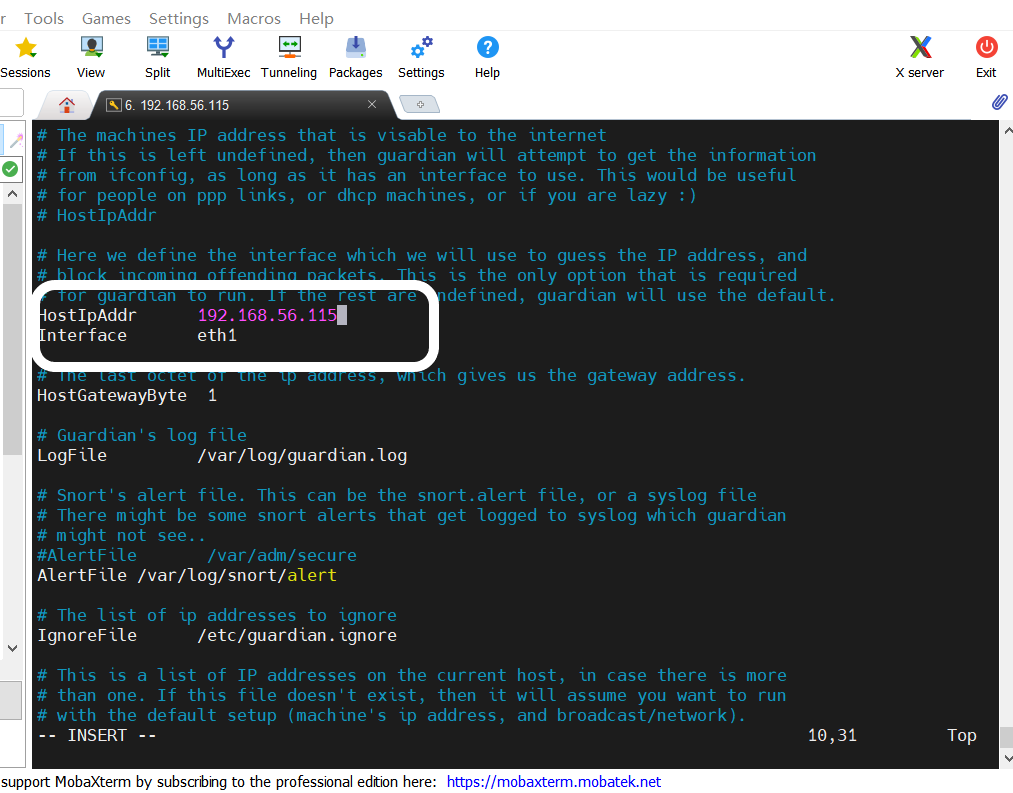 r Tools Games Settings Macros Help
Sessions View Split MultiExec Tunneling Packages Settings Help X server Exit
6. 192.168.56.115
# The machines IP address that is visable to the internet
# If this is left undefined, then guardian will attempt to get the information
# from ifconfig, as long as it has an interface to use. This would be useful
# for people on ppp links, or dhcp machines, or if you are lazy :)
# HostIpAddr
# Here we define the interface which we will use to guess the IP address, and
# block incoming offending packets. This is the only option that is required
# for guardian to run. If the rest are undefined, guardian will use the default.
HostIpAddr 192.168.56.115
Interface eth1
# The last octet of the ip address, which gives us the gateway address.
HostGatewayByte 1
# Guardian's log file
LogFile /var/log/guardian.log
# Snort's alert file. This can be the snort.alert file, or a syslog file
# There might be some snort alerts that get logged to syslog which guardian
# might not see..
#AlertFile /var/adm/secure
AlertFile /var/log/snort/alert
# The list of ip addresses to ignore
IgnoreFile /etc/guardian.ignore
# This is a list of IP addresses on the current host, in case there is more
# than one. If this file doesn't exist, then it will assume you want to run
# with the default setup (machine's ip address, and broadcast/network).
-- INSERT -- 10,31 Top
support MobaXterm by subscribing to the professional edition here: https://mobaxterm.mobatek.net